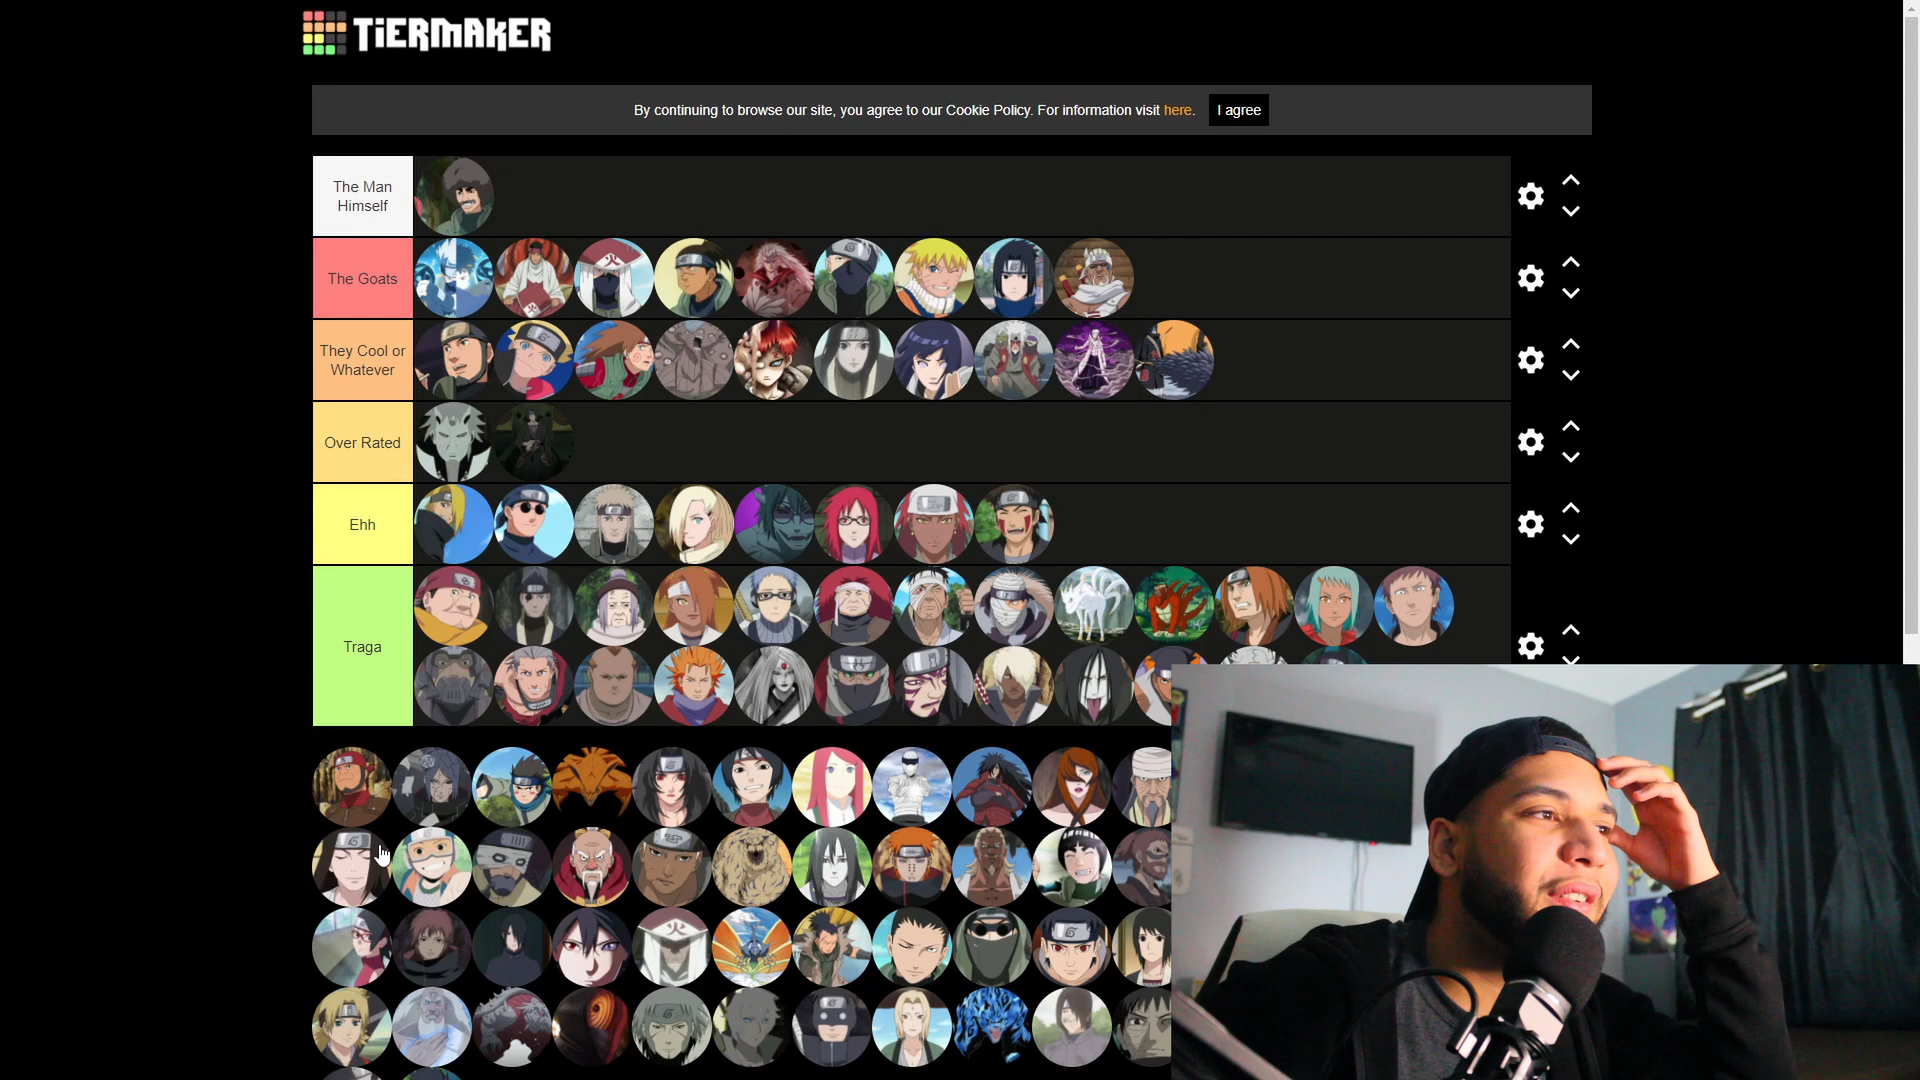 TiERMAKER
By continuing to browse our site, you agree to our Cookie Policy. For information visit here. I agree
The Man
Himself
The Goats
They Cool or
Whatever
Over Rated
Ehh
Traga